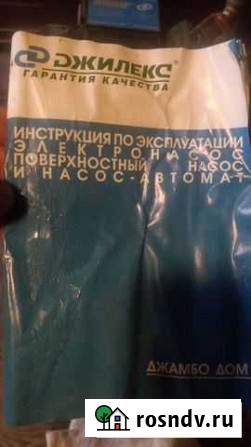 ДЖИЛЕКС
ГАРАНТИЯ КАЧЕСТВА
ИНСТРУКЦИЯ ПО ЭКСПЛУАТАЦИИ
ЭЛЕКТРОНАСОС
ПОВЕРХНОСТНЫЙ НАСОС
И НАСОС-АВТОМАТ
ДЖАМБО ДОМ
rosndv.ru